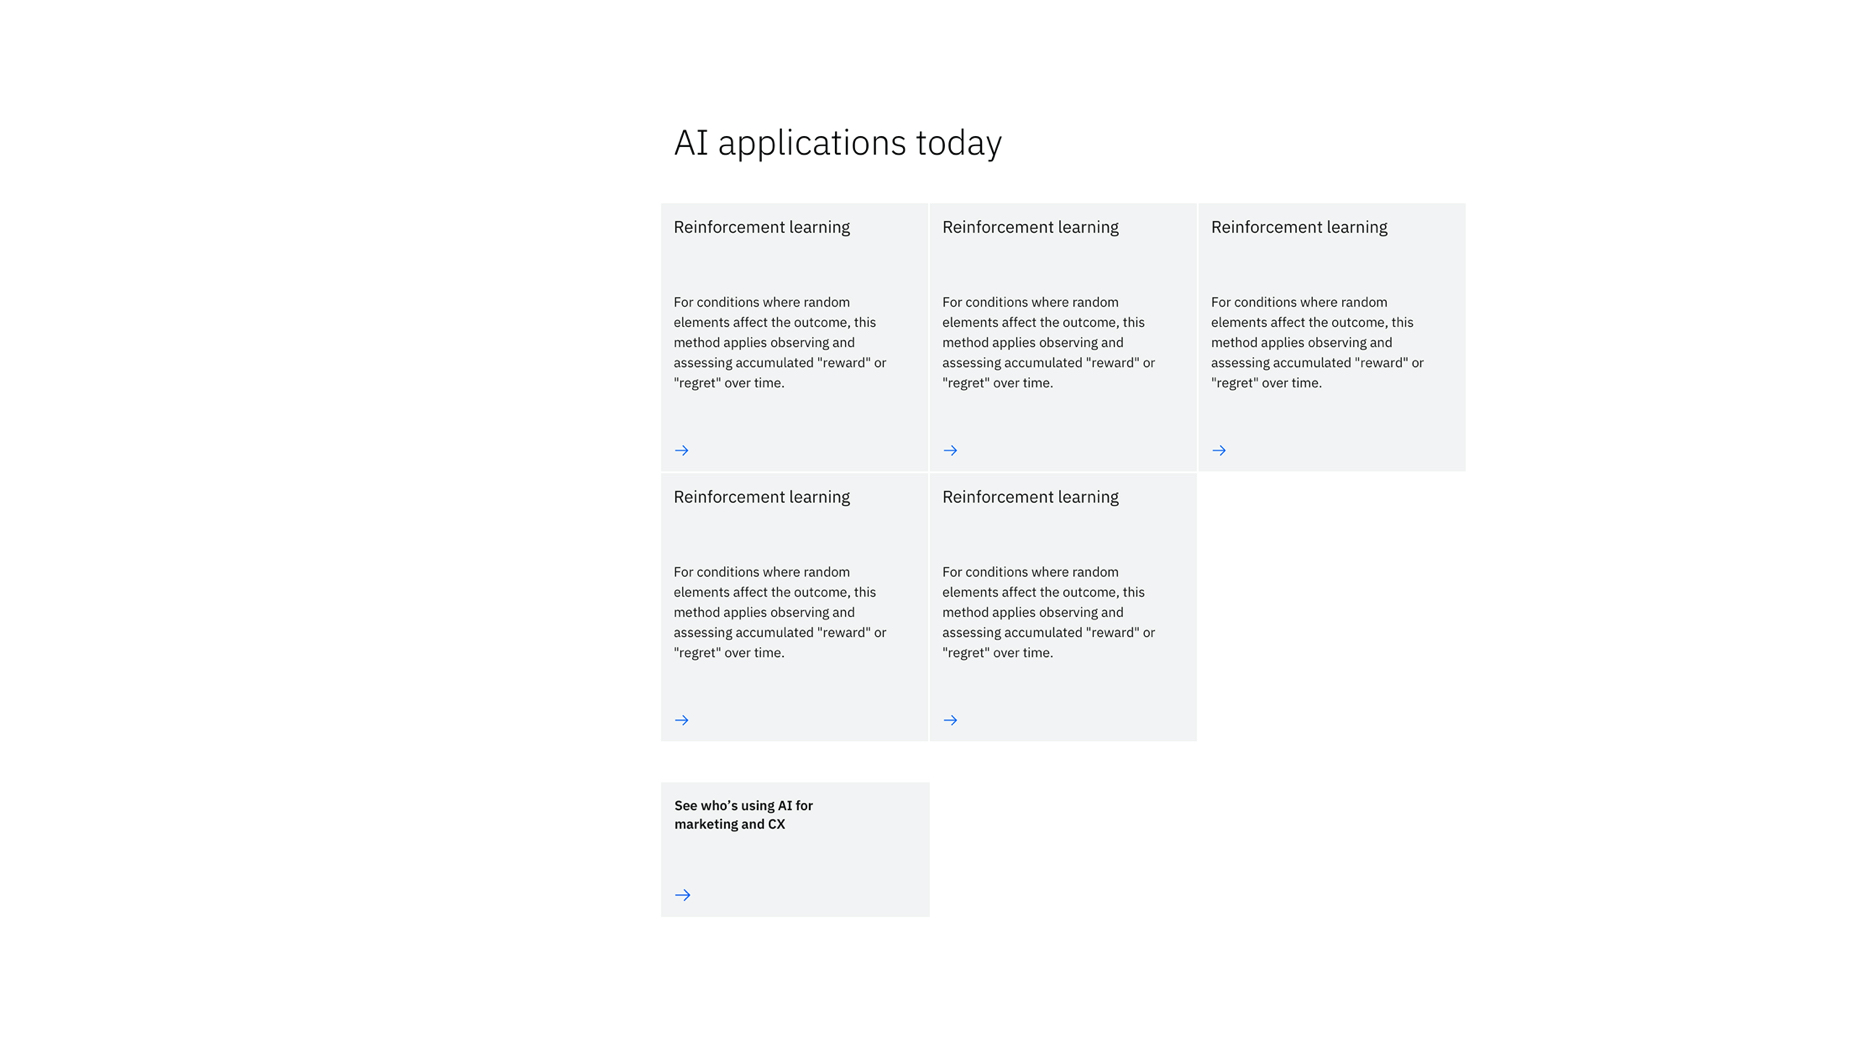 AI applications today
Reinforcement learning
For conditions where random
elements affect the outcome, this
method applies observing and
assessing accumulated "reward" or
"regret" over time.
Reinforcement learning
For conditions where random
elements affect the outcome, this
method applies observing and
assessing accumulated "reward" or
"regret" over time.
Reinforcement learning
For conditions where random
elements affect the outcome, this
method applies observing and
assessing accumulated "reward" or
"regret" over time.
Reinforcement learning
For conditions where random
elements affect the outcome, this
method applies observing and
assessing accumulated "reward" or
"regret" over time.
Reinforcement learning
For conditions where random
elements affect the outcome, this
method applies observing and
assessing accumulated "reward" or
"regret" over time.
See who’s using AI for
marketing and CX